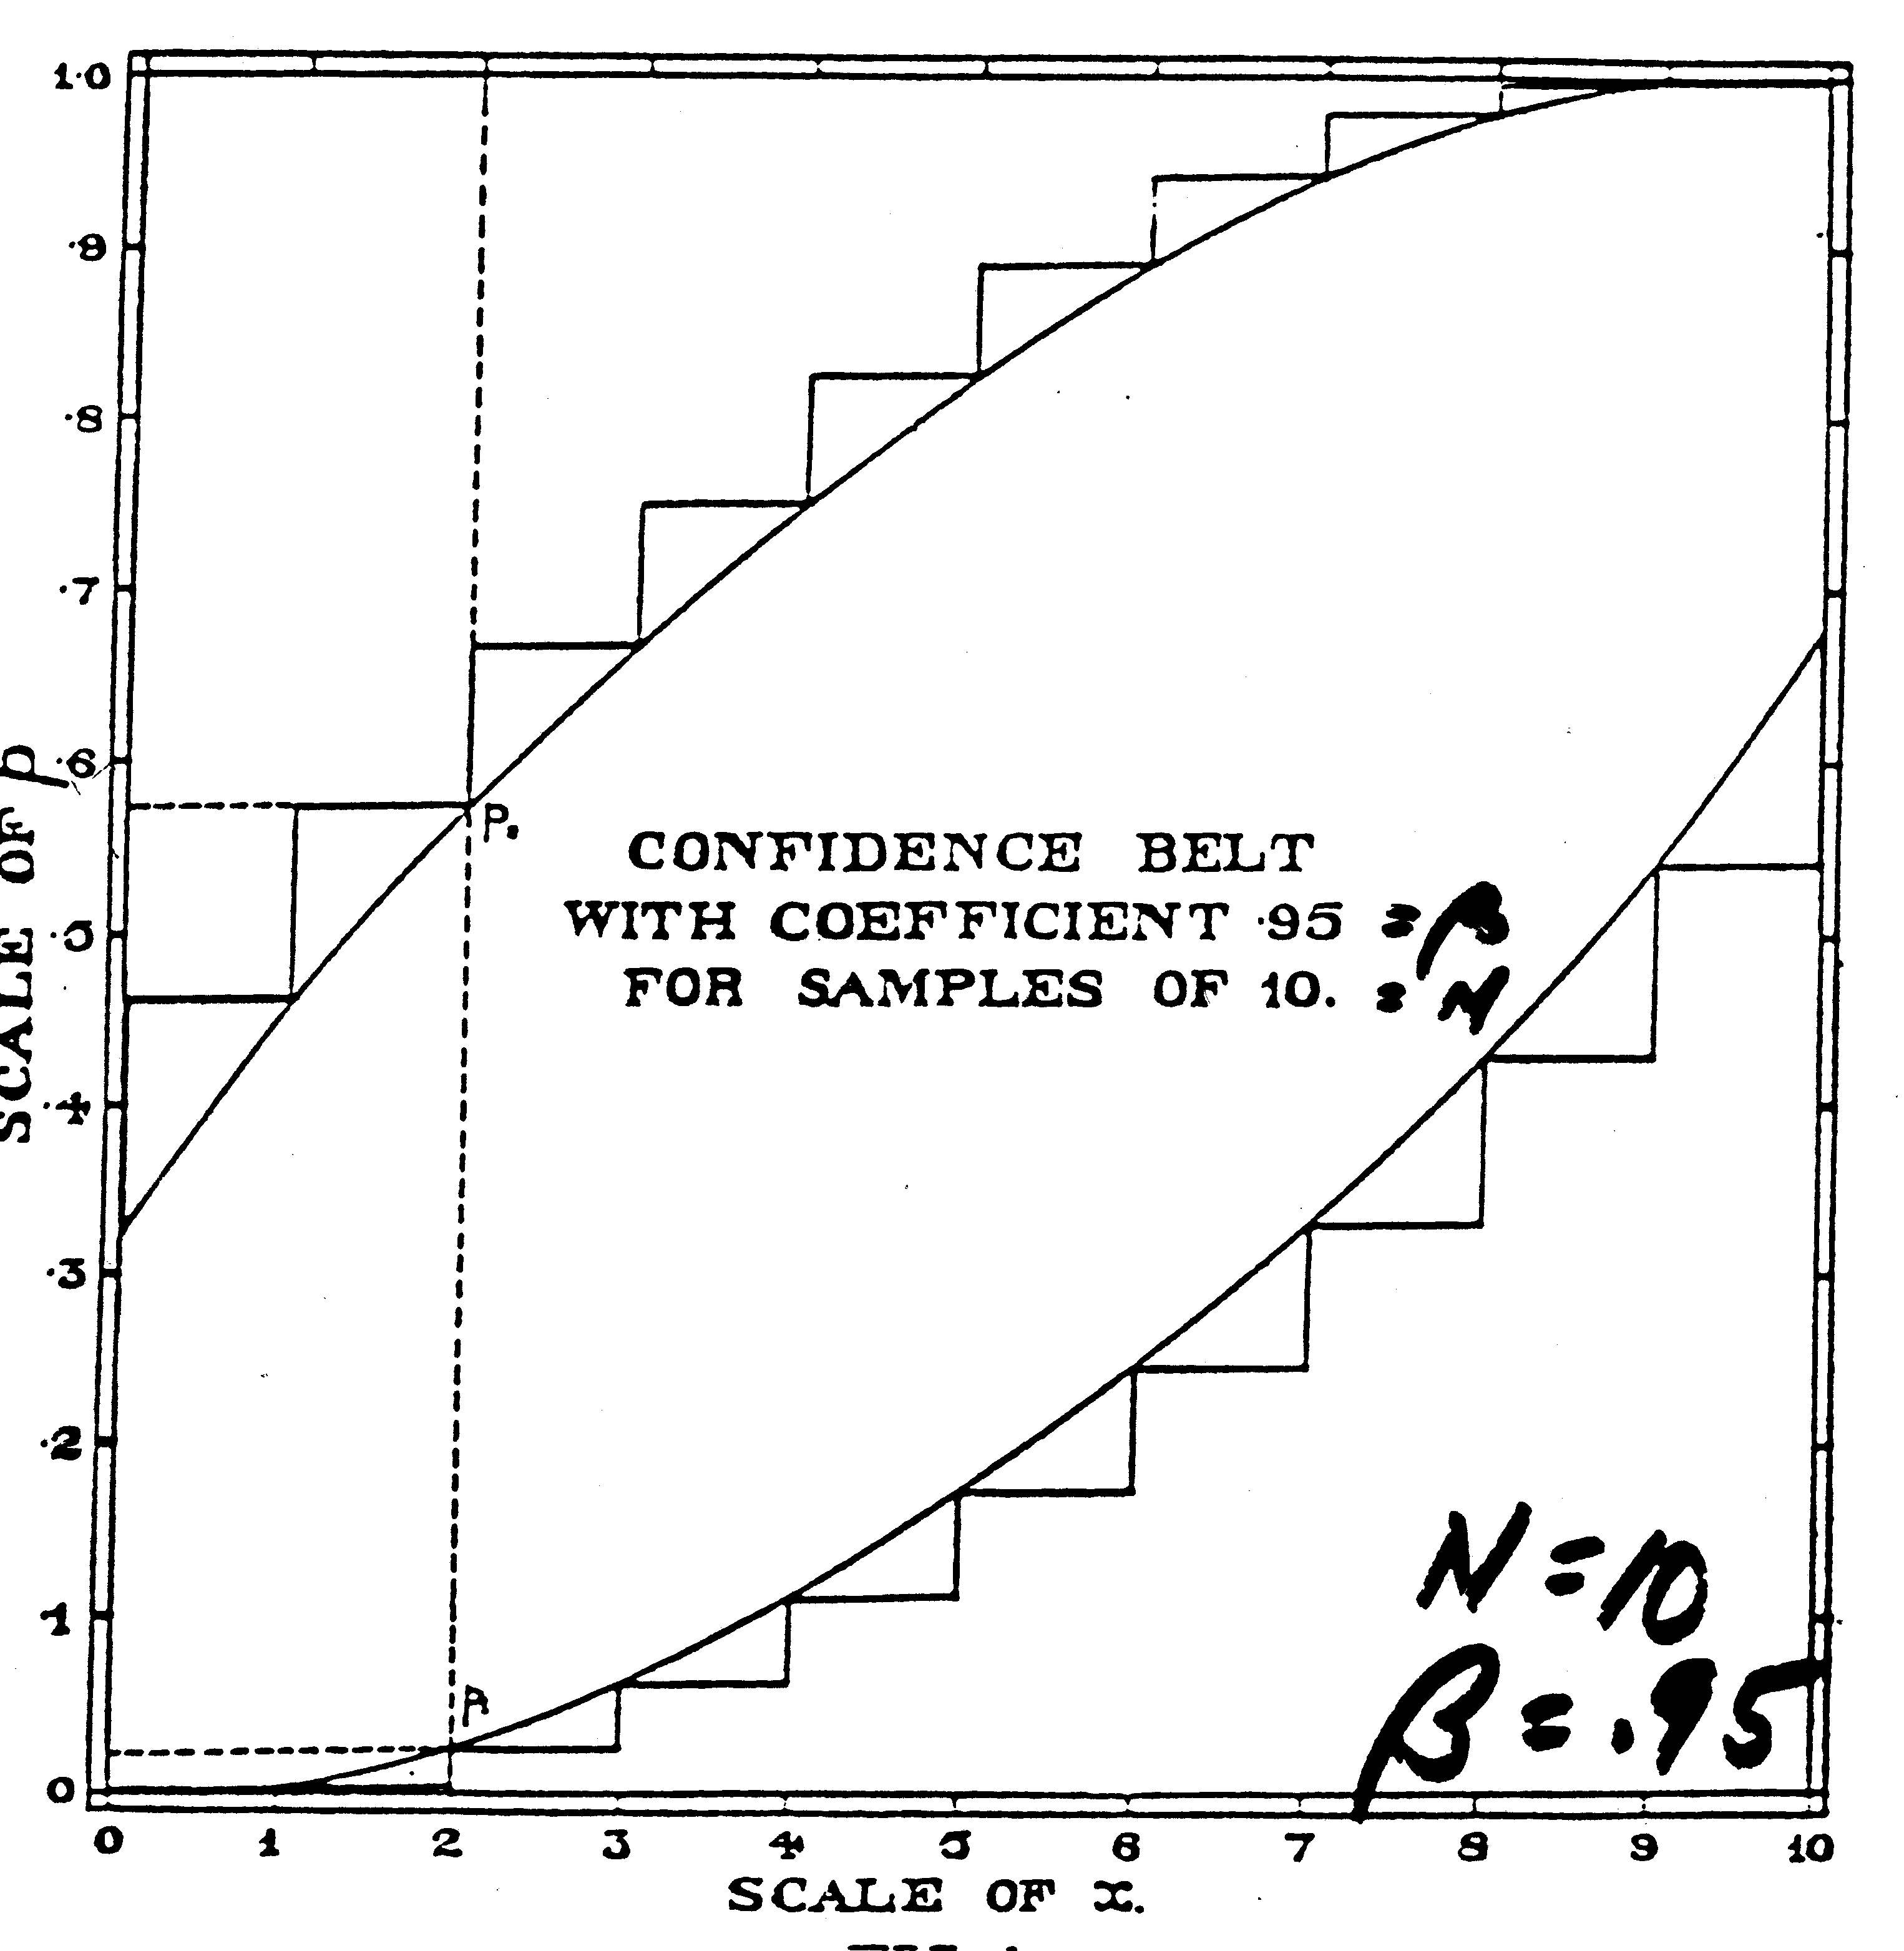 1·0
·9
·8
·7
·6
·5
·4
·3
·2
·1
0
SCALE OF p
P₂
CONFIDENCE BELT
WITH COEFFICIENT ·95 = β
FOR SAMPLES OF 10. = N
N = 10
β = .95
P₁
0 1 2 3 4 5 6 7 8 9 10
SCALE OF x.